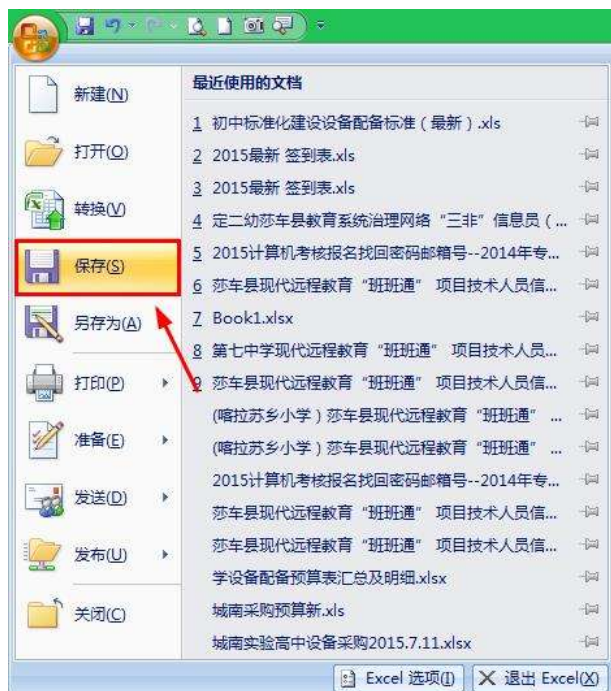 新建(N)
打开(O)
转换(V)
保存(S)
另存为(A)
打印(P)
准备(E)
发送(D)
发布(U)
关闭(C)
最近使用的文档
1 初中标准化建设设备配备标准（最新）.xls
2 2015最新 签到表.xls
3 2015最新 签到表.xls
4 定二幼莎车县教育系统治理网络“三非”信息员（...
5 2015计算机考核报名找回密码邮箱号--2014年专...
6 莎车县现代远程教育“班班通” 项目技术人员信...
7 Book1.xlsx
8 第七中学现代远程教育“班班通” 项目技术人员...
9 莎车县现代远程教育“班班通” 项目技术人员信...
(喀拉苏乡小学）莎车县现代远程教育“班班通” ...
(喀拉苏乡小学）莎车县现代远程教育“班班通” ...
2015计算机考核报名找回密码邮箱号--2014年专...
莎车县现代远程教育“班班通” 项目技术人员信...
莎车县现代远程教育“班班通” 项目技术人员信...
学设备配备预算表汇总及明细.xlsx
城南采购预算新.xls
城南实验高中设备采购2015.7.11.xlsx
Excel 选项(I)
退出 Excel(X)